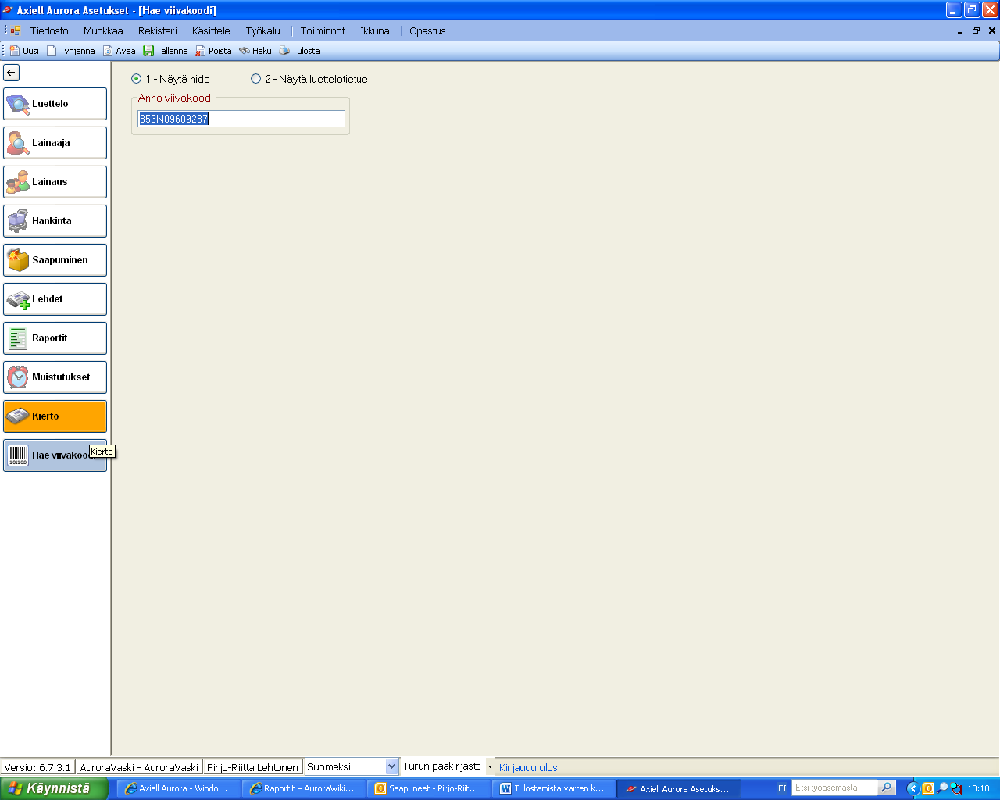 Axiell Aurora Asetukset - [Hae viivakoodi]
Tiedosto Muokkaa Rekisteri Käsittele Työkalu Toiminnot Ikkuna Opastus
Uusi Tyhjennä Avaa Tallenna Poista Haku Tulosta
1 - Näytä nide 2 - Näytä luettelotietue
Anna viivakoodi
853N09609287
Luettelo
Lainaaja
Lainaus
Hankinta
Saapuminen
Lehdet
Raportit
Muistutukset
Kierto
Hae viivakoo
Kierto
Versio: 6.7.3.1 AuroraVaski - AuroraVaski Pirjo-Riitta Lehtonen Suomeksi Turun pääkirjastc Kirjaudu ulos
Käynnistä Axiell Aurora - Windo... Raportit – AuroraWiki... Saapuneet - Pirjo-Riit... Tulostamista varten k... Axiell Aurora Asetuks... FI Etsi työasemasta 10:18